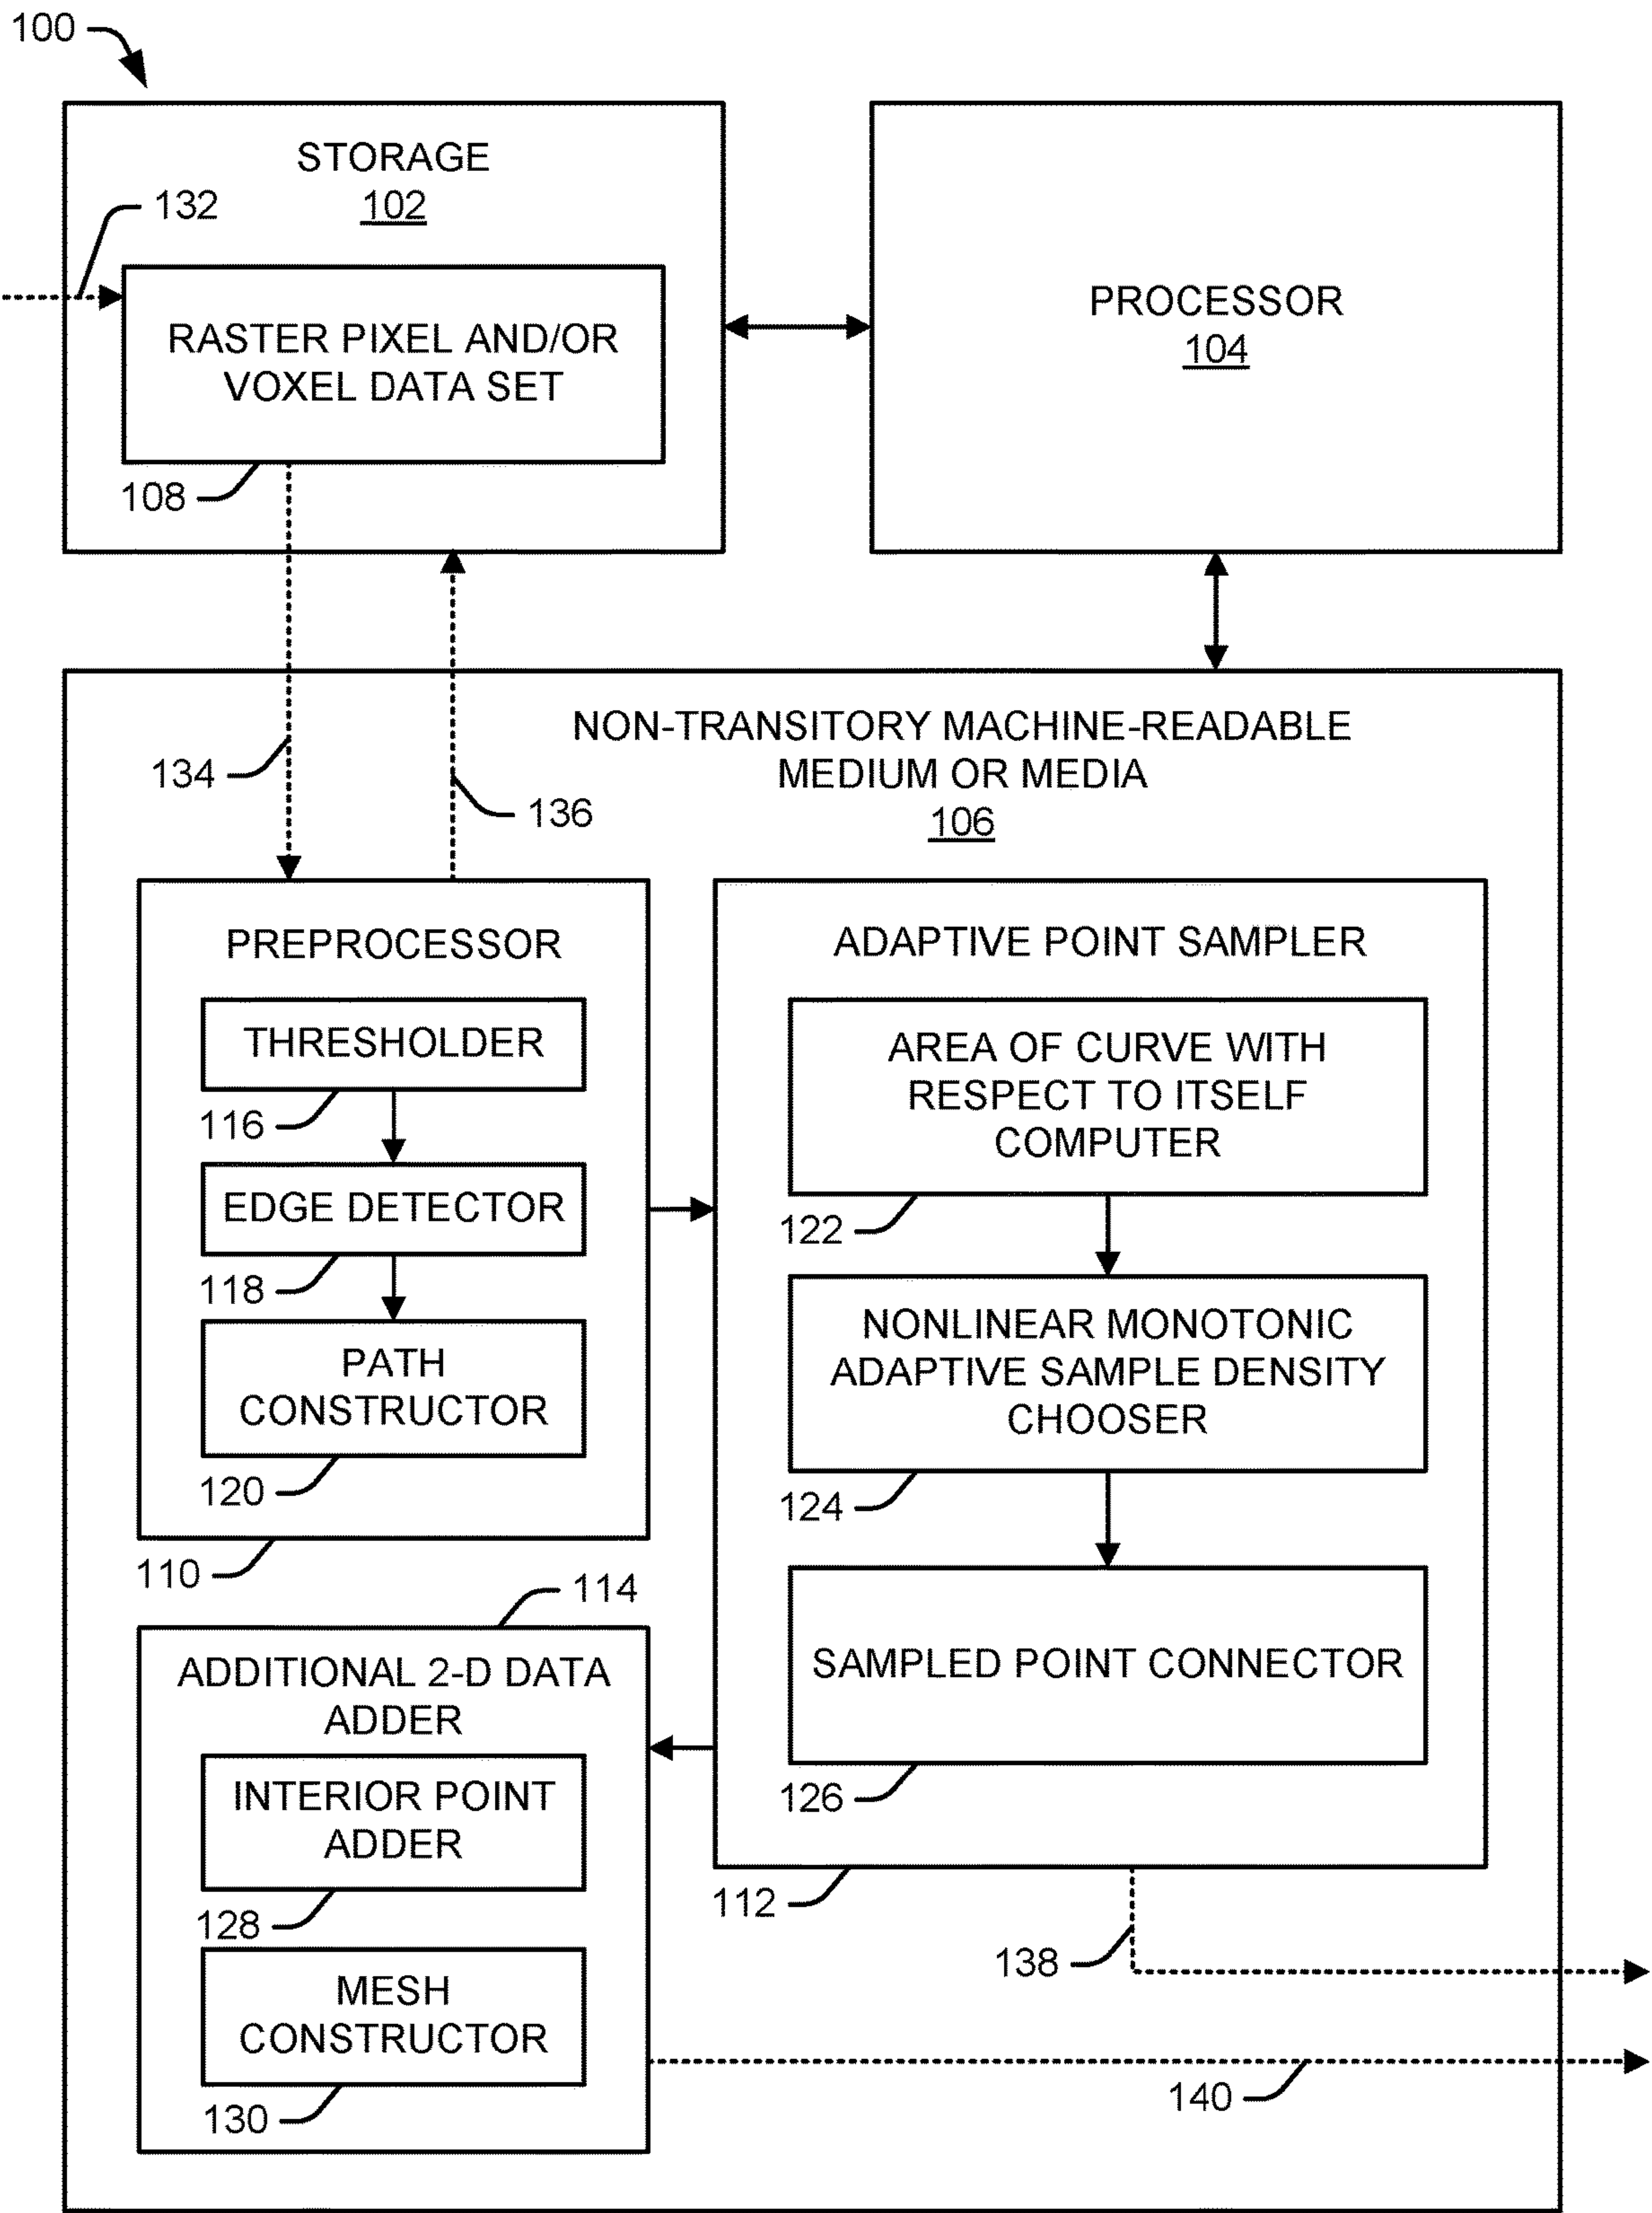 100
STORAGE
102
132
RASTER PIXEL AND/OR
VOXEL DATA SET
108
PROCESSOR
104
134
136
NON-TRANSITORY MACHINE-READABLE
MEDIUM OR MEDIA
106
PREPROCESSOR
THRESHOLDER
116
EDGE DETECTOR
118
PATH
CONSTRUCTOR
120
110
ADAPTIVE POINT SAMPLER
AREA OF CURVE WITH
RESPECT TO ITSELF
COMPUTER
122
NONLINEAR MONOTONIC
ADAPTIVE SAMPLE DENSITY
CHOOSER
124
SAMPLED POINT CONNECTOR
126
112
114
ADDITIONAL 2-D DATA
ADDER
INTERIOR POINT
ADDER
128
MESH
CONSTRUCTOR
130
138
140